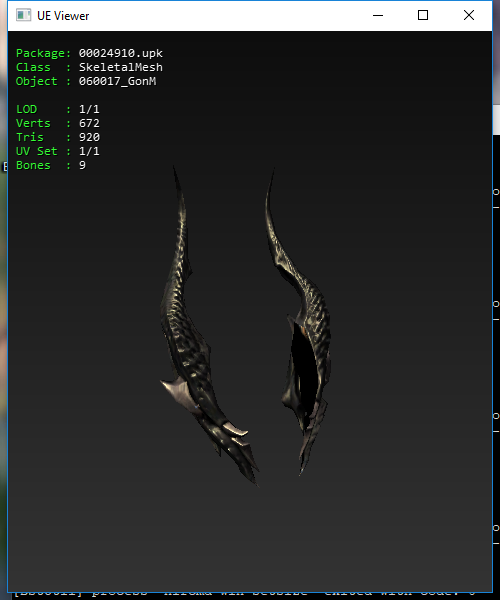 UE Viewer
Package: 00024910.upk
Class : SkeletalMesh
Object : 060017_GonM
LOD : 1/1
Verts : 672
Tris : 920
UV Set : 1/1
Bones : 9